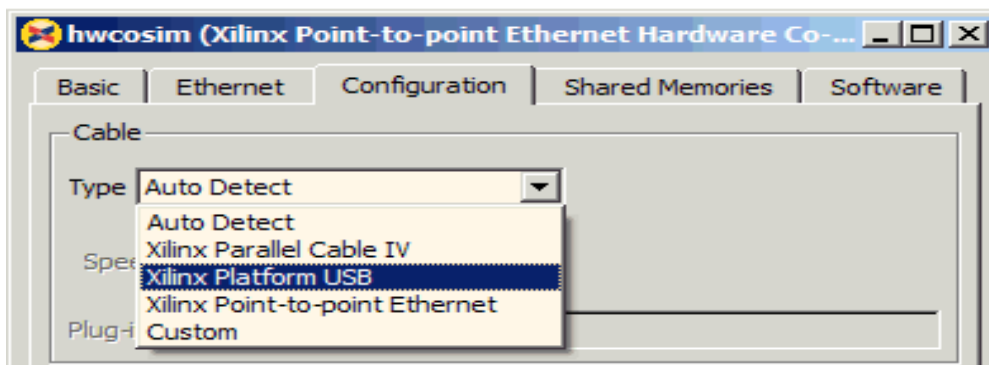 hwcosim (Xilinx Point-to-point Ethernet Hardware Co-...
Basic Ethernet Configuration Shared Memories Software
Cable
Type Auto Detect
Auto Detect
Xilinx Parallel Cable IV
Xilinx Platform USB
Xilinx Point-to-point Ethernet
Custom